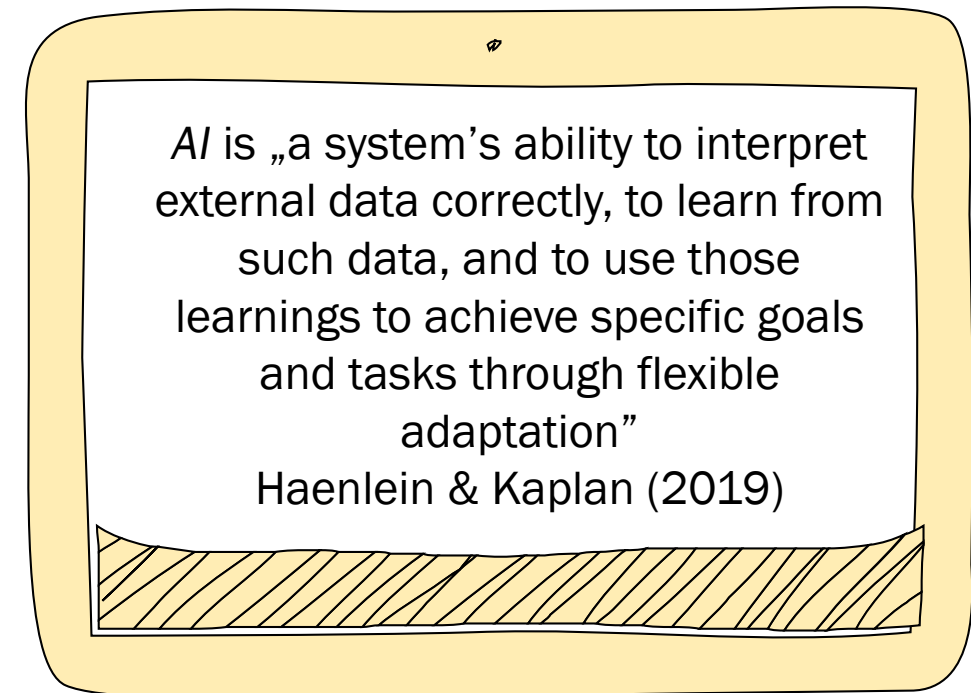 AI is „a system’s ability to interpret
external data correctly, to learn from
such data, and to use those
learnings to achieve specific goals
and tasks through flexible
adaptation”
Haenlein & Kaplan (2019)